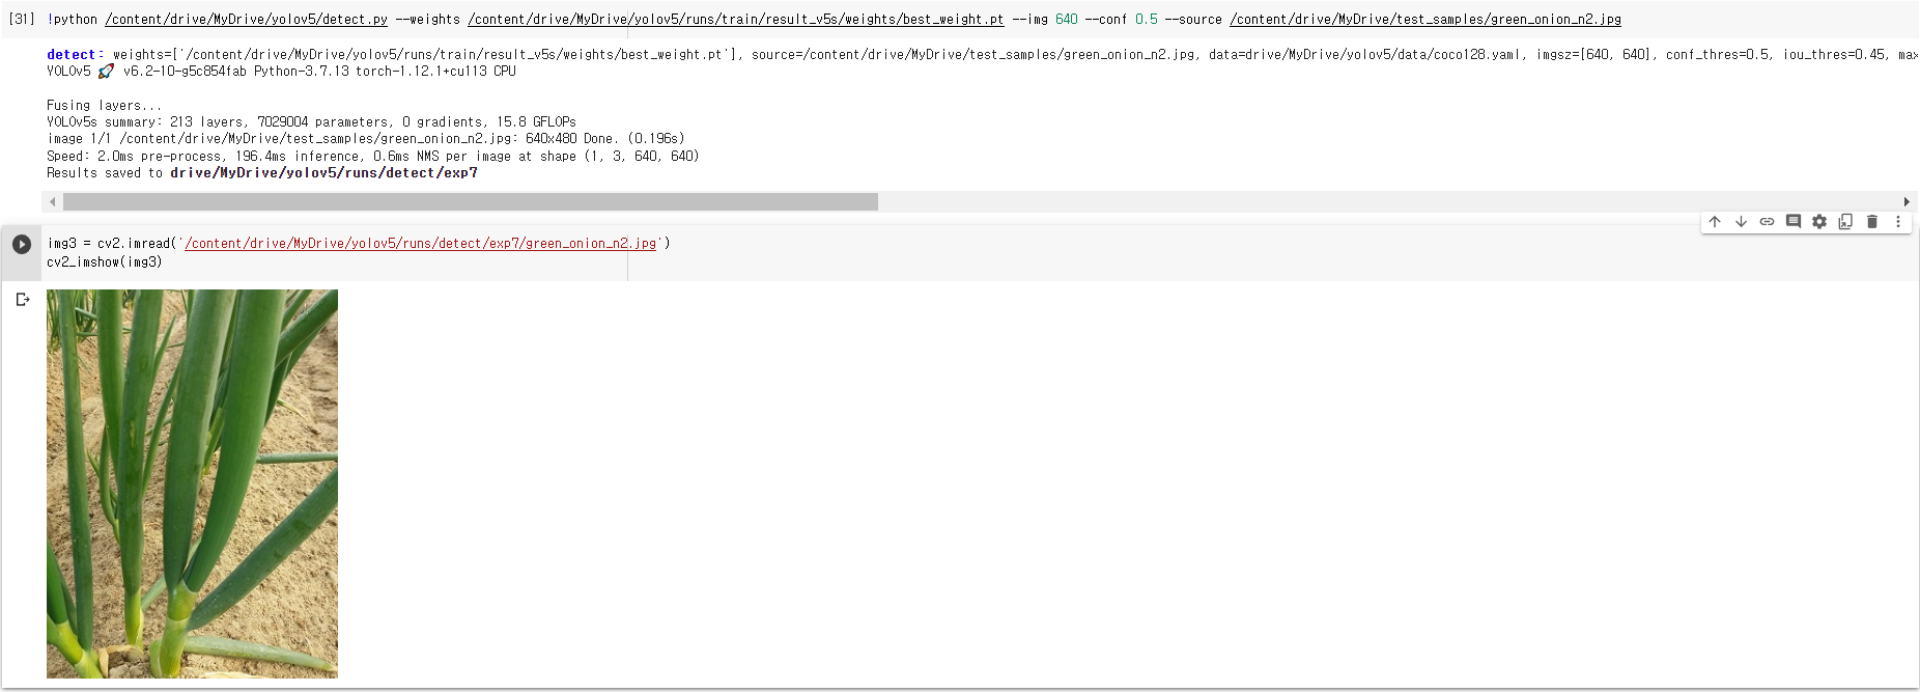 [31] !python /content/drive/MyDrive/yolov5/detect.py --weights /content/drive/MyDrive/yolov5/runs/train/result_v5s/weights/best_weight.pt --img 640 --conf 0.5 --source /content/drive/MyDrive/test_samples/green_onion_n2.jpg
detect: weights=['/content/drive/MyDrive/yolov5/runs/train/result_v5s/weights/best_weight.pt'], source=/content/drive/MyDrive/test_samples/green_onion_n2.jpg, data=drive/MyDrive/yolov5/data/coco128.yaml, imgsz=[640, 640], conf_thres=0.5, iou_thres=0.45, max
YOLOv5 🚀 v6.2-10-g5c854fab Python-3.7.13 torch-1.12.1+cu113 CPU
Fusing layers...
YOLOv5s summary: 213 layers, 7029004 parameters, 0 gradients, 15.8 GFLOPs
image 1/1 /content/drive/MyDrive/test_samples/green_onion_n2.jpg: 640x480 Done. (0.196s)
Speed: 2.0ms pre-process, 196.4ms inference, 0.6ms NMS per image at shape (1, 3, 640, 640)
Results saved to drive/MyDrive/yolov5/runs/detect/exp7
img3 = cv2.imread('/content/drive/MyDrive/yolov5/runs/detect/exp7/green_onion_n2.jpg')
cv2_imshow(img3)